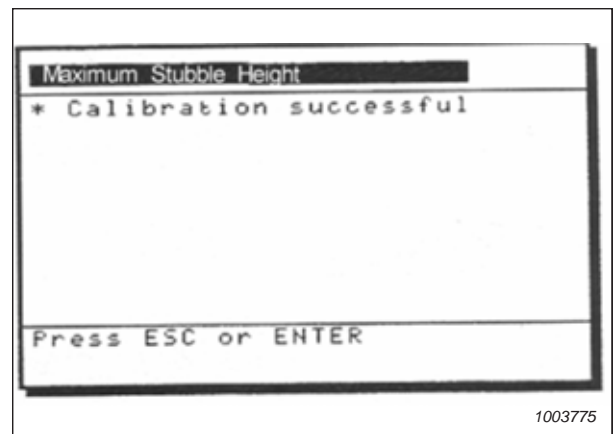 Maximum Stubble Height
* Calibration successful
Press ESC or ENTER
1003775